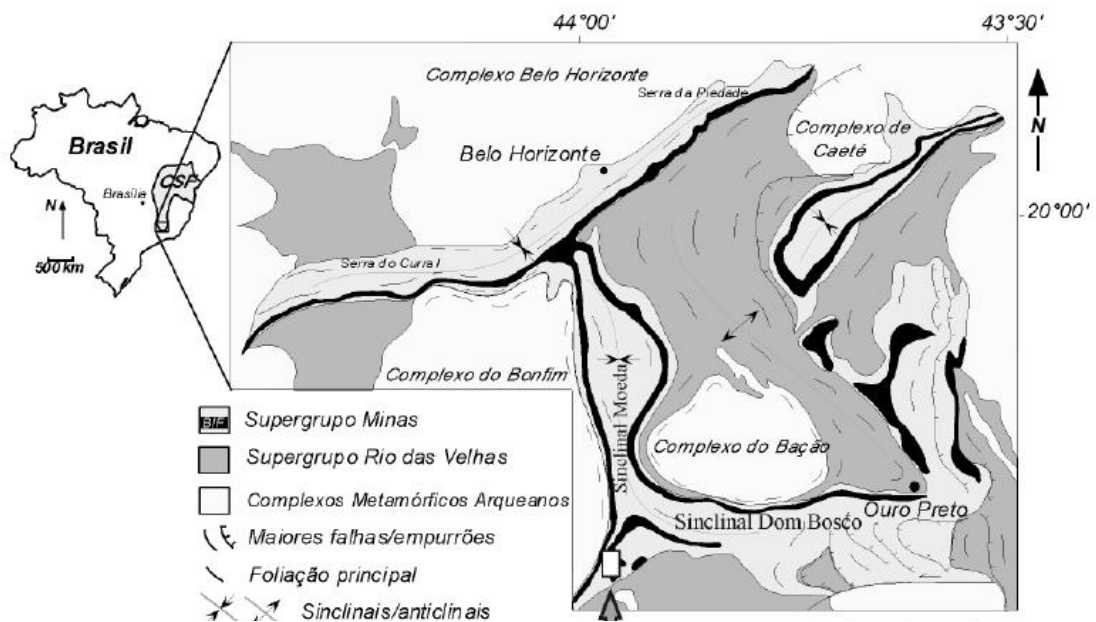 44°00'
43°30'
Complexo Belo Horizonte
Serra da Piedade
Brasil
Complexo de
Caeté
N
Belo Horizonte
CSF
Brasília
N
20°00'
500 km
Serra do Curral
Complexo do Bonfim
Sinclinal Moeda
BIF
Supergrupo Minas
Supergrupo Rio das Velhas
Complexo do Bação
Complexos Metamórficos Arqueanos
Ouro Preto
Sinclinal Dom Bosco
Maiores falhas/empurrões
Foliação principal
Sinclinais/anticlinais